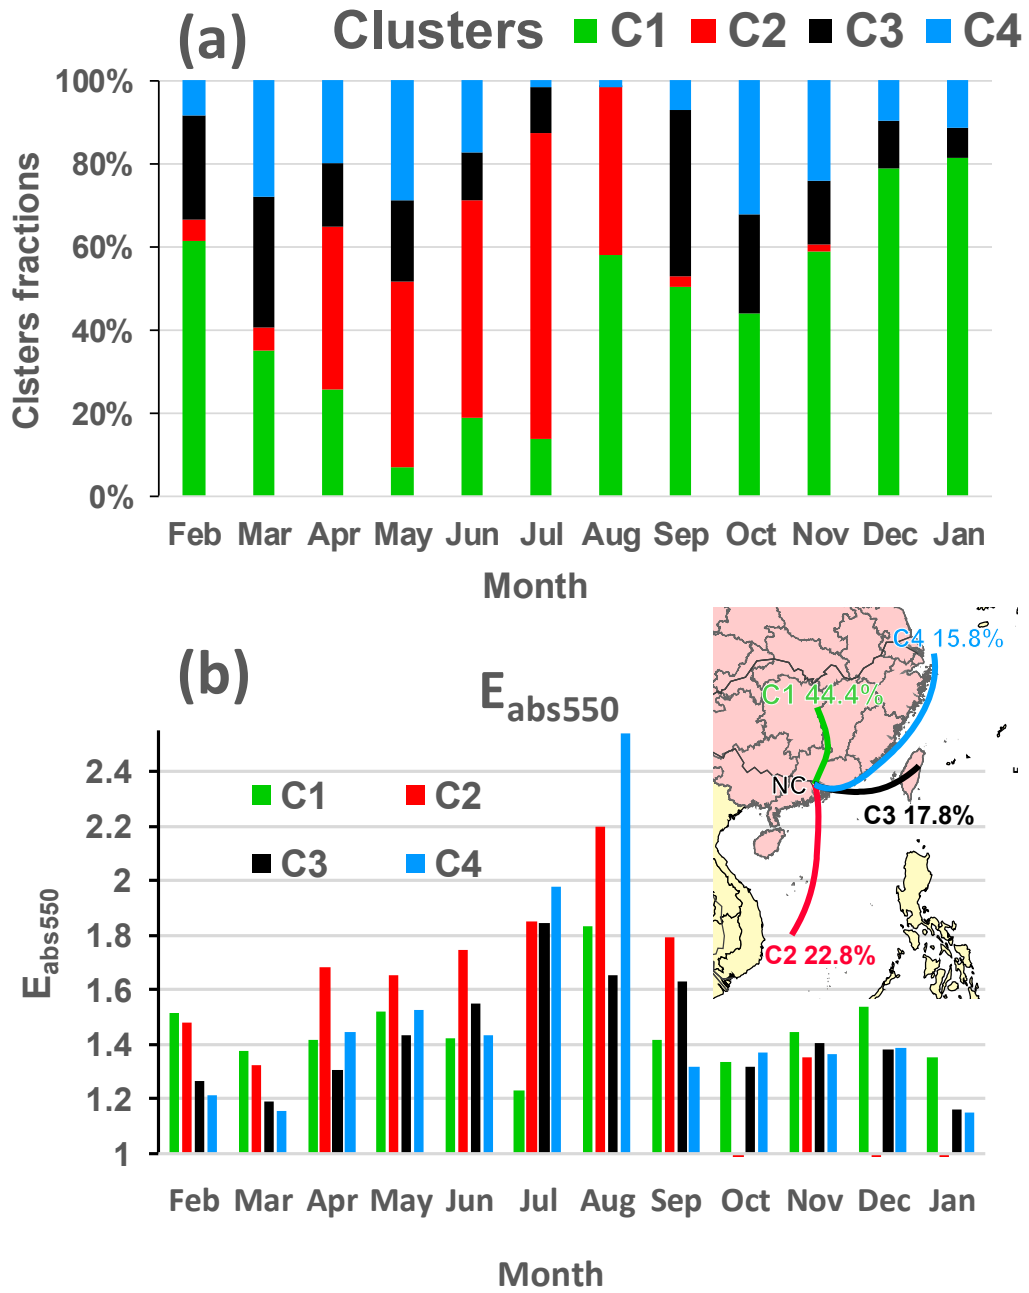 (a) Clusters C1 C2 C3 C4
100%
80%
60%
40%
20%
0%
Clsters fractions
Feb Mar Apr May Jun Jul Aug Sep Oct Nov Dec Jan
Month
(b) Eabs550
C4 15.8%
C1 44.4%
NC
C3 17.8%
C2 22.8%
C1 C2
C3 C4
2.4
2.2
2
1.8
1.6
1.4
1.2
1
Eabs550
Feb Mar Apr May Jun Jul Aug Sep Oct Nov Dec Jan
Month